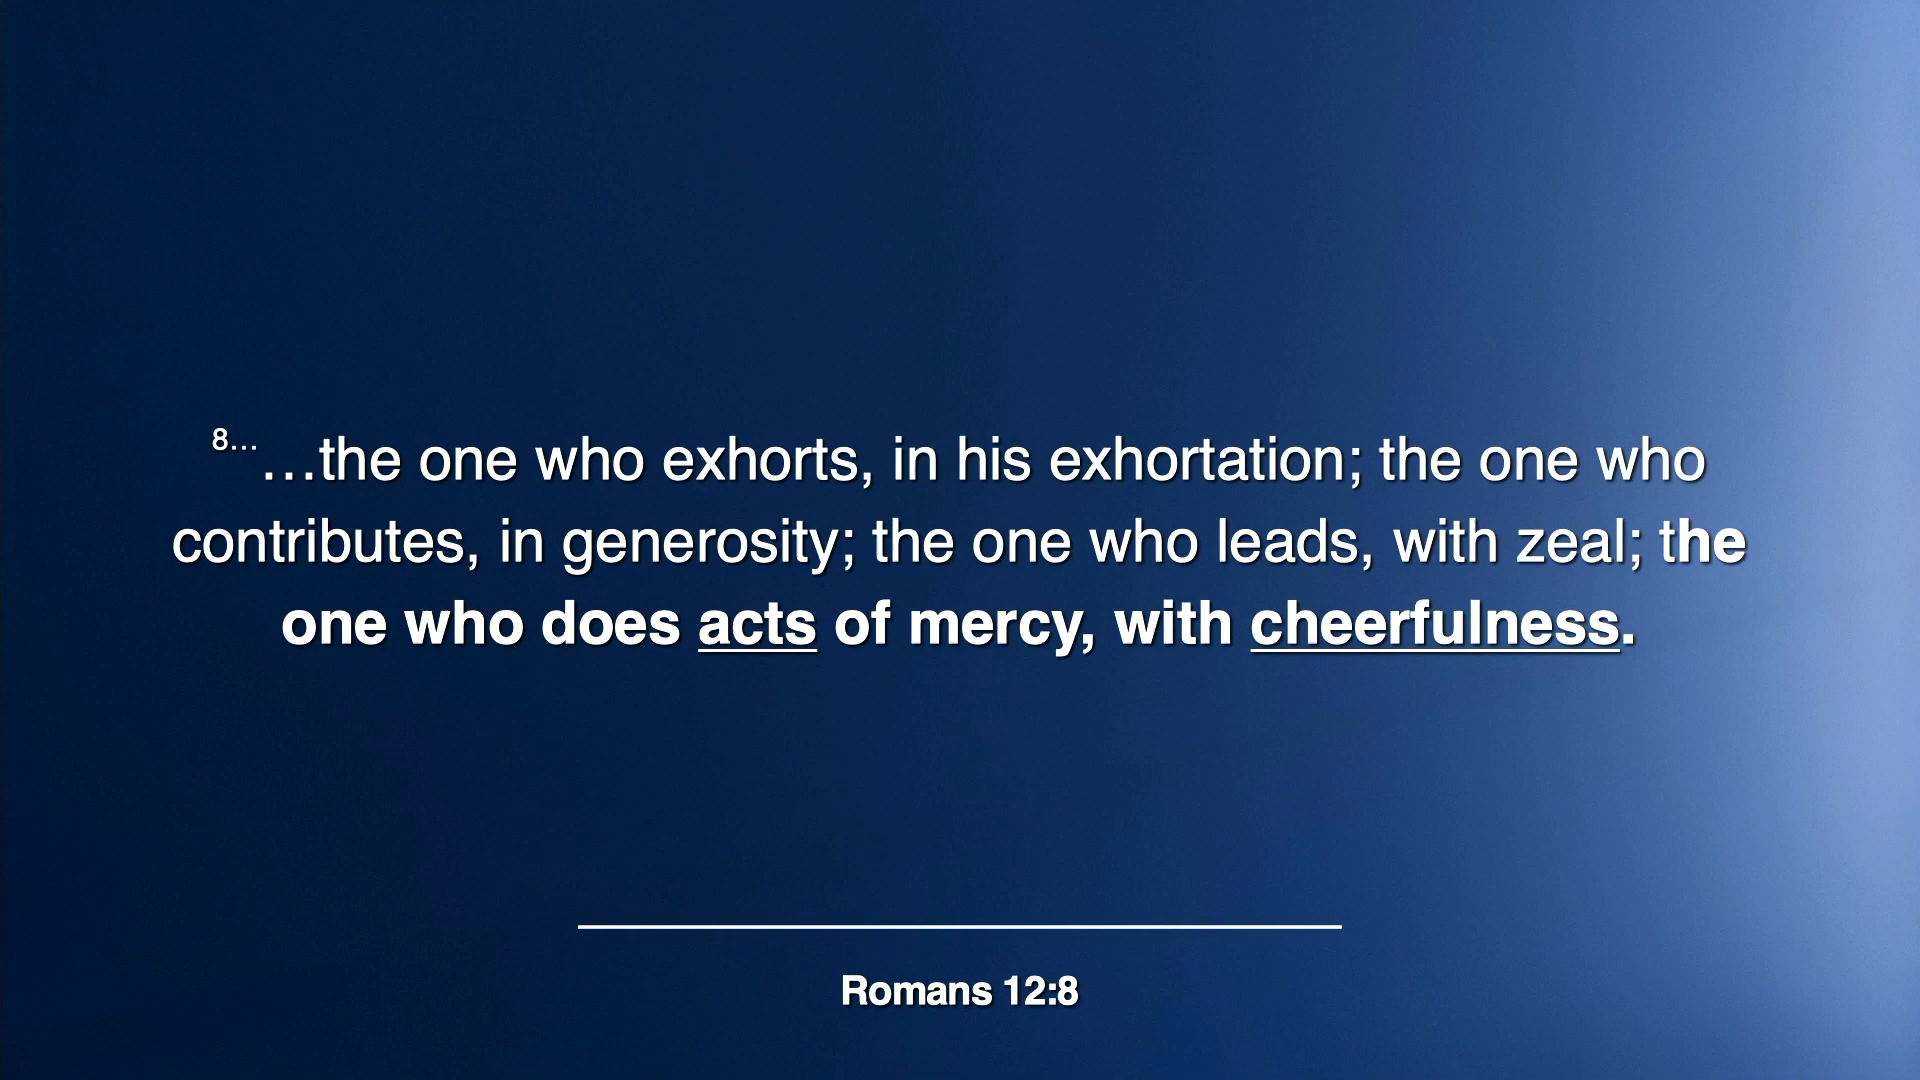 8……the one who exhorts, in his exhortation; the one who
contributes, in generosity; the one who leads, with zeal; the
one who does acts of mercy, with cheerfulness.
Romans 12:8